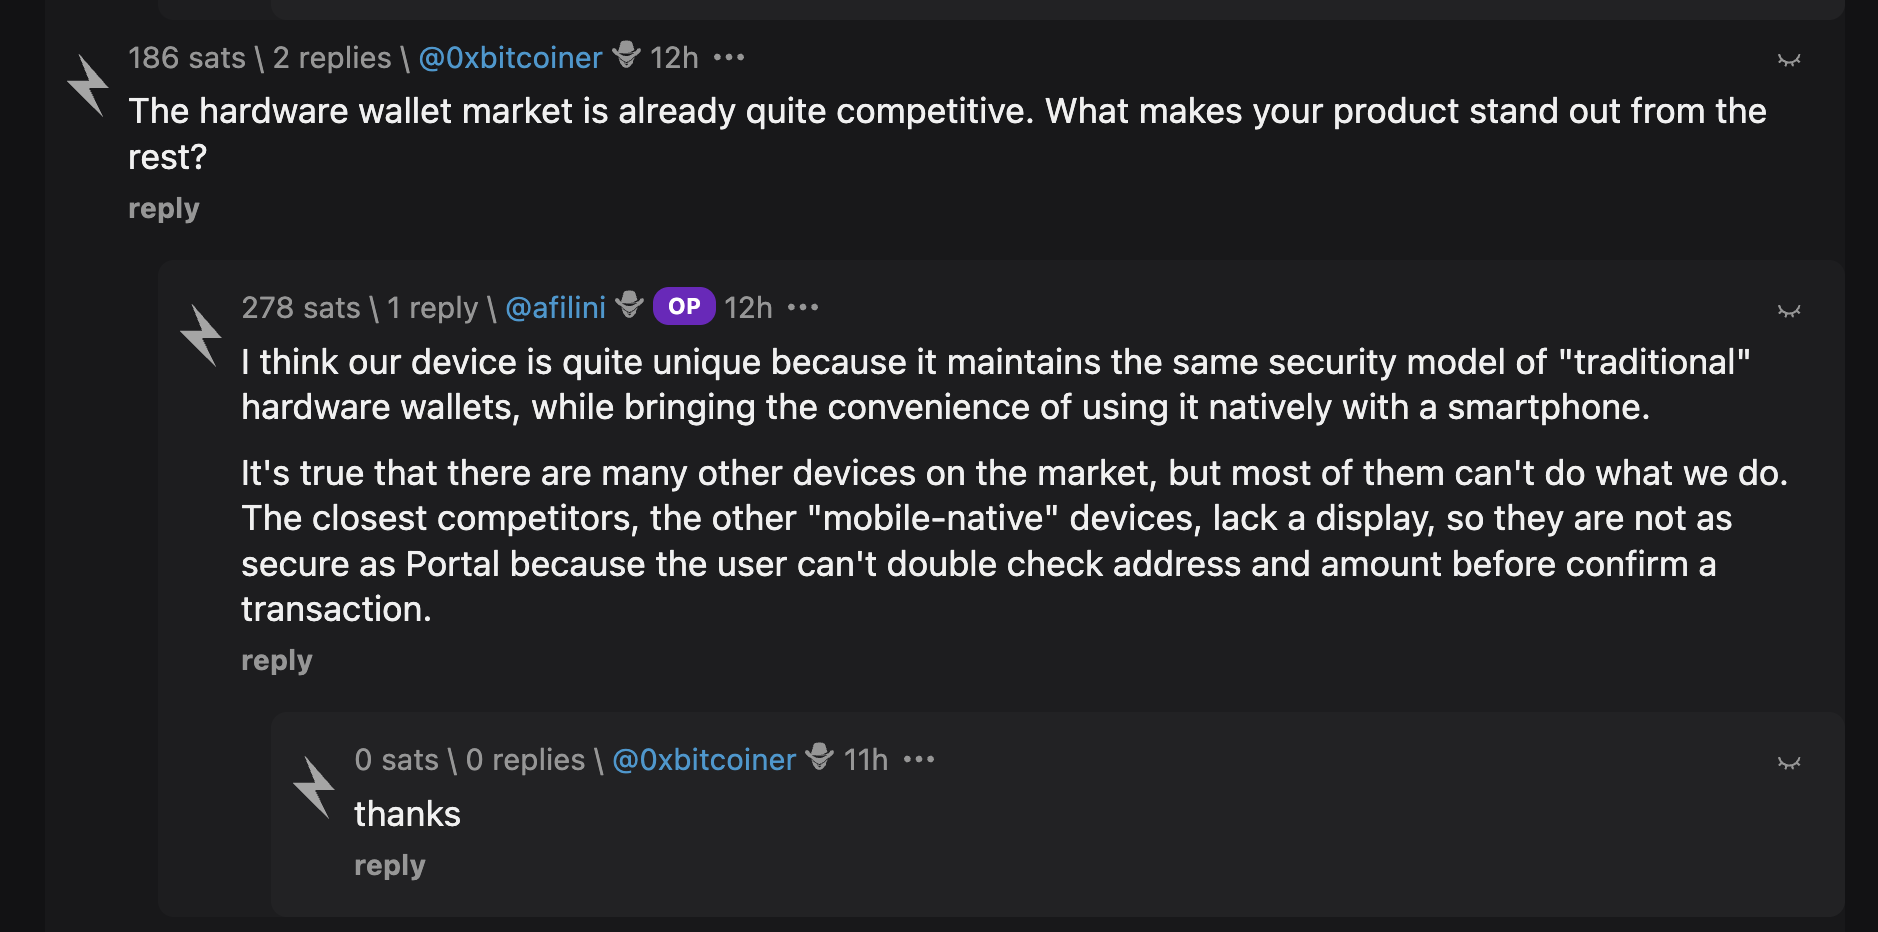 186 sats \ 2 replies \ @0xbitcoiner 12h ···
The hardware wallet market is already quite competitive. What makes your product stand out from the
rest?
reply
278 sats \ 1 reply \ @afilini OP 12h ···
I think our device is quite unique because it maintains the same security model of "traditional"
hardware wallets, while bringing the convenience of using it natively with a smartphone.
It's true that there are many other devices on the market, but most of them can't do what we do.
The closest competitors, the other "mobile-native" devices, lack a display, so they are not as
secure as Portal because the user can't double check address and amount before confirm a
transaction.
reply
0 sats \ 0 replies \ @0xbitcoiner 11h ···
thanks
reply